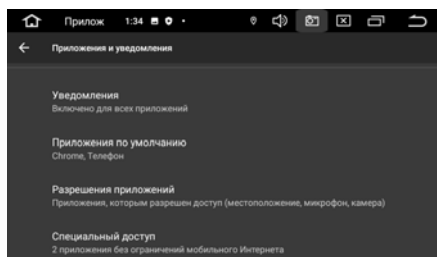 Прилож 1:34
Приложения и уведомления
Уведомления
Включено для всех приложений
Приложения по умолчанию
Chrome, Телефон
Разрешения приложений
Приложения, которым разрешен доступ (местоположение, микрофон, камера)
Специальный доступ
2 приложения без ограничений мобильного Интернета